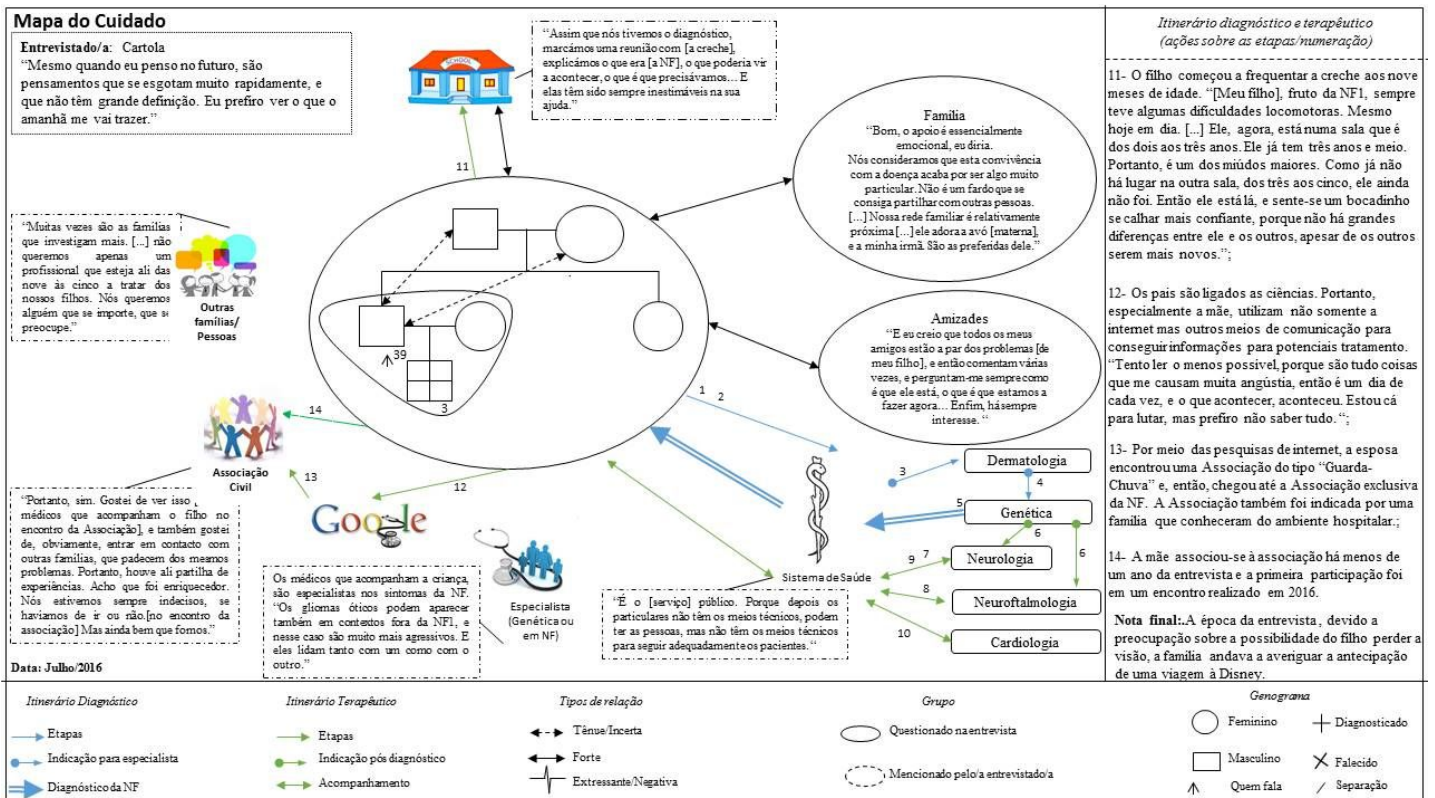 Mapa do Cuidado
Entrevistado/a: Cartola
“Mesmo quando eu penso no futuro, são
pensamentos que se esgotam muito rapidamente, e
que não têm grande definição. Eu prefiro ver o que o
amanhã me vai trazer.”
SCHOOL
“Assim que nós tivemos o diagnóstico,
marcámos uma reunião com [a creche],
explicámos o que era [a NF], o que poderia vir
a acontecer, o que é que precisávamos… E
elas têm sido sempre inestimáveis na sua
ajuda.”
11
Família
“Bom, o apoio é essencialmente
emocional, eu diria.
Nós consideramos que esta convivência
com a doença acaba por ser algo muito
particular. Não é um fardo que se
consiga partilhar com outras pessoas.
[…] Nossa rede familiar é relativamente
próxima […] ele adora a avó [materna],
e a minha irmã. São as preferidas dele.”
“Muitas vezes são as famílias
que investigam mais. [...] não
queremos apenas um
profissional que esteja ali das
nove às cinco a tratar dos
nossos filhos. Nós queremos
alguém que se importe, que se
preocupe.”
Outras
famílias/
Pessoas
39
3
Amizades
“E eu creio que todos os meus
amigos estão a par dos problemas [de
meu filho], e então comentam várias
vezes, e perguntam-me sempre como
é que ele está, o que é que estamos a
fazer agora… Enfim, há sempre
interesse. “
1
2
14
Associação
Civil
13
12
Google
“Portanto, sim. Gostei de ver isso
médicos que acompanham o filho no
encontro da Associação], e também gostei
de, obviamente, entrar em contacto com
outras famílias, que padecem dos mesmos
problemas. Portanto, houve ali partilha de
experiências. Acho que foi enriquecedor.
Nós estivemos sempre indecisos, se
havíamos de ir ou não.[no encontro da
associação] Mas ainda bem que fomos.”
Data: Julho/2016
Os médicos que acompanham a criança,
são especialistas nos sintomas da NF.
“Os gliomas óticos podem aparecer
também em contextos fora da NF1, e
nesse caso são muito mais agressivos. E
eles lidam tanto com um como com o
outro.”
Especialista
(Genética ou
em NF)
Sistema de Saúde
“É o [serviço] público. Porque depois os
particulares não têm os meios técnicos, podem
ter as pessoas, mas não têm os meios técnicos
para seguir adequadamente os pacientes.“
3
Dermatologia
4
5
Genética
6
6
9
7
Neurologia
8
Neuroftalmologia
10
Cardiologia
Itinerário diagnóstico e terapêutico
(ações sobre as etapas/numeração)
11- O filho começou a frequentar a creche aos nove
meses de idade. “[Meu filho], fruto da NF1, sempre
teve algumas dificuldades locomotoras. Mesmo
hoje em dia. [...] Ele, agora, está numa sala que é
dos dois aos três anos. Ele já tem três anos e meio.
Portanto, é um dos miúdos maiores. Como já não
há lugar na outra sala, dos três aos cinco, ele ainda
não foi. Então ele está lá, e sente-se um bocadinho
se calhar mais confiante, porque não há grandes
diferenças entre ele e os outros, apesar de os outros
serem mais novos.”;
12- Os pais são ligados as ciências. Portanto,
especialmente a mãe, utilizam não somente a
internet mas outros meios de comunicação para
conseguir informações para potenciais tratamento.
“Tento ler o menos possível, porque são tudo coisas
que me causam muita angústia, então é um dia de
cada vez, e o que acontecer, aconteceu. Estou cá
para lutar, mas prefiro não saber tudo.“;
13- Por meio das pesquisas de internet, a esposa
encontrou uma Associação do tipo “Guarda-
Chuva” e, então, chegou até a Associação exclusiva
da NF. A Associação também foi indicada por uma
família que conheceram do ambiente hospitalar.;
14- A mãe associou-se à associação há menos de
um ano da entrevista e a primeira participação foi
em um encontro realizado em 2016.
Nota final:.A época da entrevista, devido a
preocupação sobre a possibilidade do filho perder a
visão, a família andava a averiguar a antecipação
de uma viagem à Disney.
Itinerário Diagnóstico
Etapas
Indicação para especialista
Diagnóstico da NF
Itinerário Terapêutico
Etapas
Indicação pós diagnóstico
Acompanhamento
Tipos de relação
Tênue/Incerta
Forte
Extressante/Negativa
Grupo
Questionado na entrevista
Mencionado pelo/a entrevistado/a
Genograma
Feminino
Diagnosticado
Masculino
Falecido
Quem fala
Separação